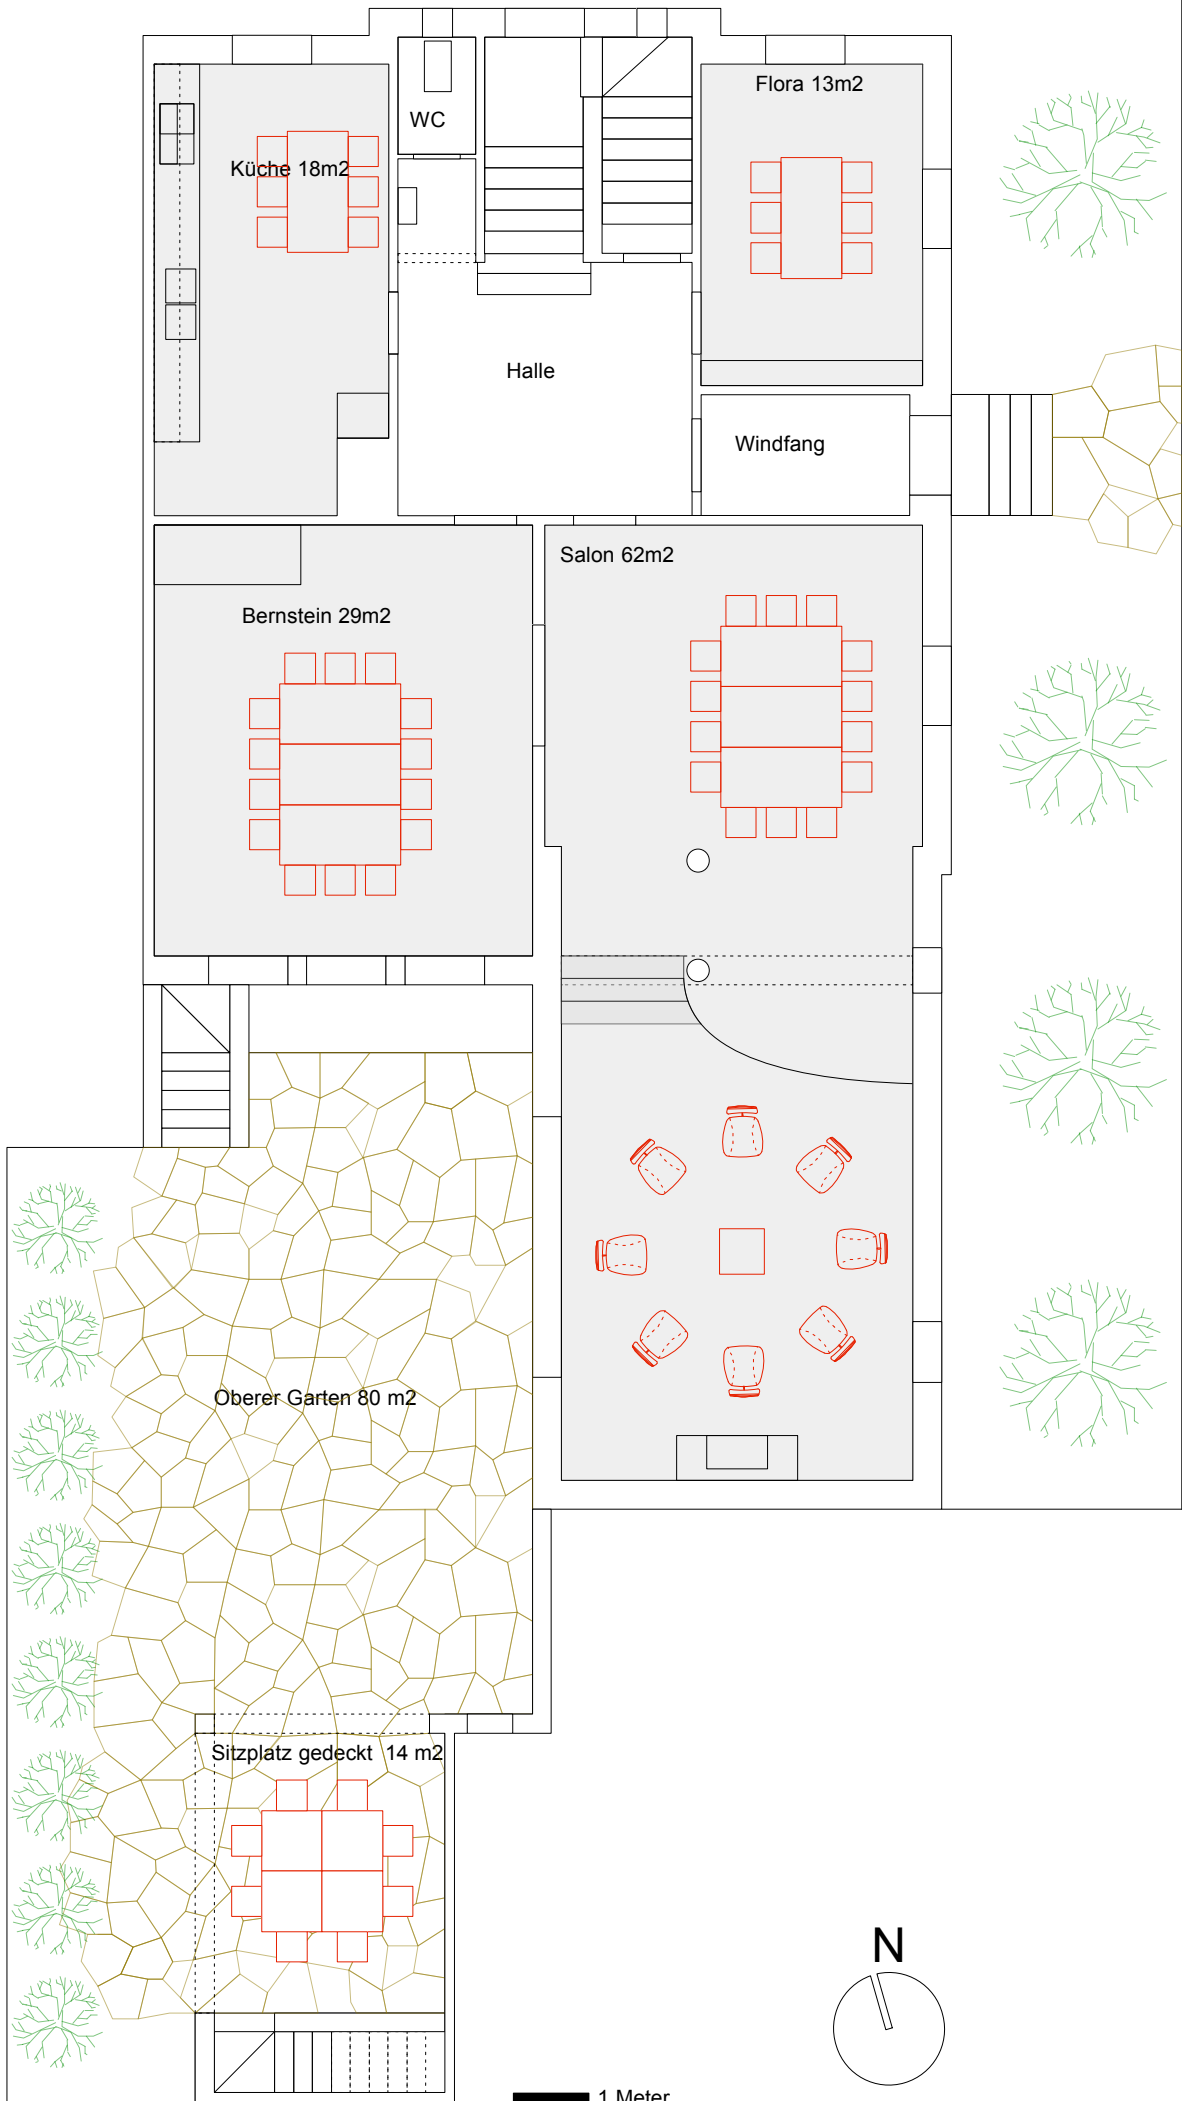 Flora 13m2
WC
Küche 18m2
Halle
Windfang
Salon 62m2
Bernstein 29m2
Oberer Garten 80 m2
Sitzplatz gedeckt 14 m2
N
1 Meter